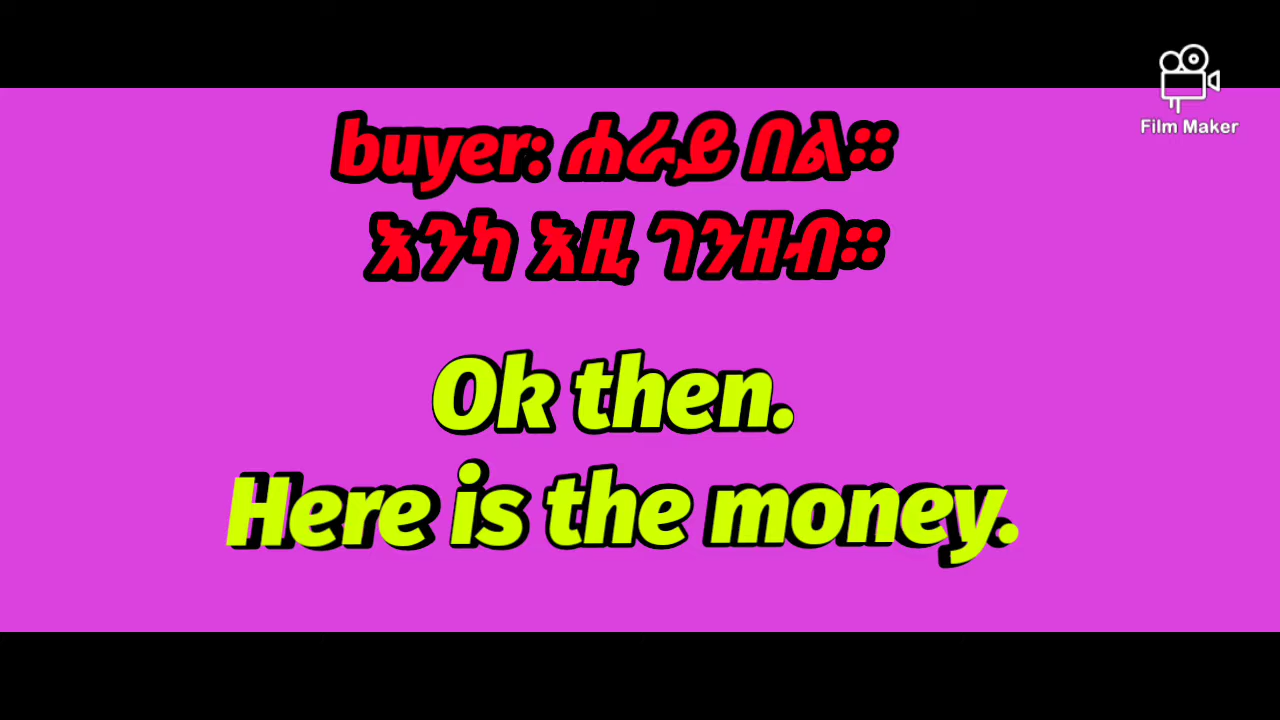 Film Maker
buyer: ሐራይ በል።
እንካ እዚ ገንዘብ።
Ok then.
Here is the money.